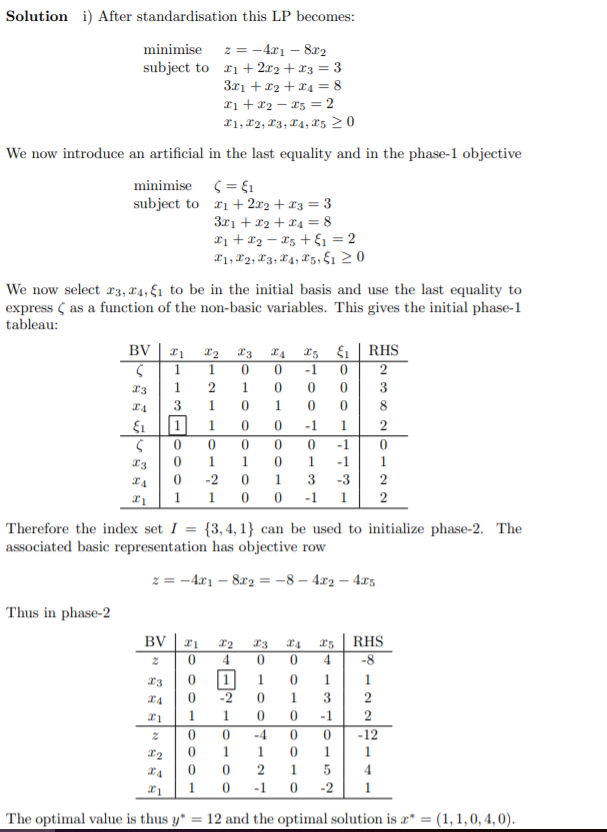 Solution i) After standardisation this LP becomes:
minimise z = −4x₁ − 8x₂
subject to x₁ + 2x₂ + x₃ = 3
3x₁ + x₂ + x₄ = 8
x₁ + x₂ − x₅ = 2
x₁, x₂, x₃, x₄, x₅ ≥ 0
We now introduce an artificial in the last equality and in the phase-1 objective
minimise ζ = ξ₁
subject to x₁ + 2x₂ + x₃ = 3
3x₁ + x₂ + x₄ = 8
x₁ + x₂ − x₅ + ξ₁ = 2
x₁, x₂, x₃, x₄, x₅, ξ₁ ≥ 0
We now select x₃, x₄, ξ₁ to be in the initial basis and use the last equality to
express ζ as a function of the non-basic variables. This gives the initial phase-1
tableau:
BV x₁ x₂ x₃ x₄ x₅ ξ₁ RHS
ζ 1 1 0 0 -1 0 2
x₃ 1 2 1 0 0 0 3
x₄ 3 1 0 1 0 0 8
ξ₁ 1 1 0 0 -1 1 2
ζ 0 0 0 0 0 -1 0
x₃ 0 1 1 0 1 -1 1
x₄ 0 -2 0 1 3 -3 2
x₁ 1 1 0 0 -1 1 2
Therefore the index set I = {3, 4, 1} can be used to initialize phase-2. The
associated basic representation has objective row
z = −4x₁ − 8x₂ = −8 − 4x₂ − 4x₅
Thus in phase-2
BV x₁ x₂ x₃ x₄ x₅ RHS
z 0 4 0 0 4 -8
x₃ 0 1 1 0 1 1
x₄ 0 -2 0 1 3 2
x₁ 1 1 0 0 -1 2
z 0 0 -4 0 0 -12
x₂ 0 1 1 0 1 1
x₄ 0 0 2 1 5 4
x₁ 1 0 -1 0 -2 1
The optimal value is thus y* = 12 and the optimal solution is x* = (1, 1, 0, 4, 0).